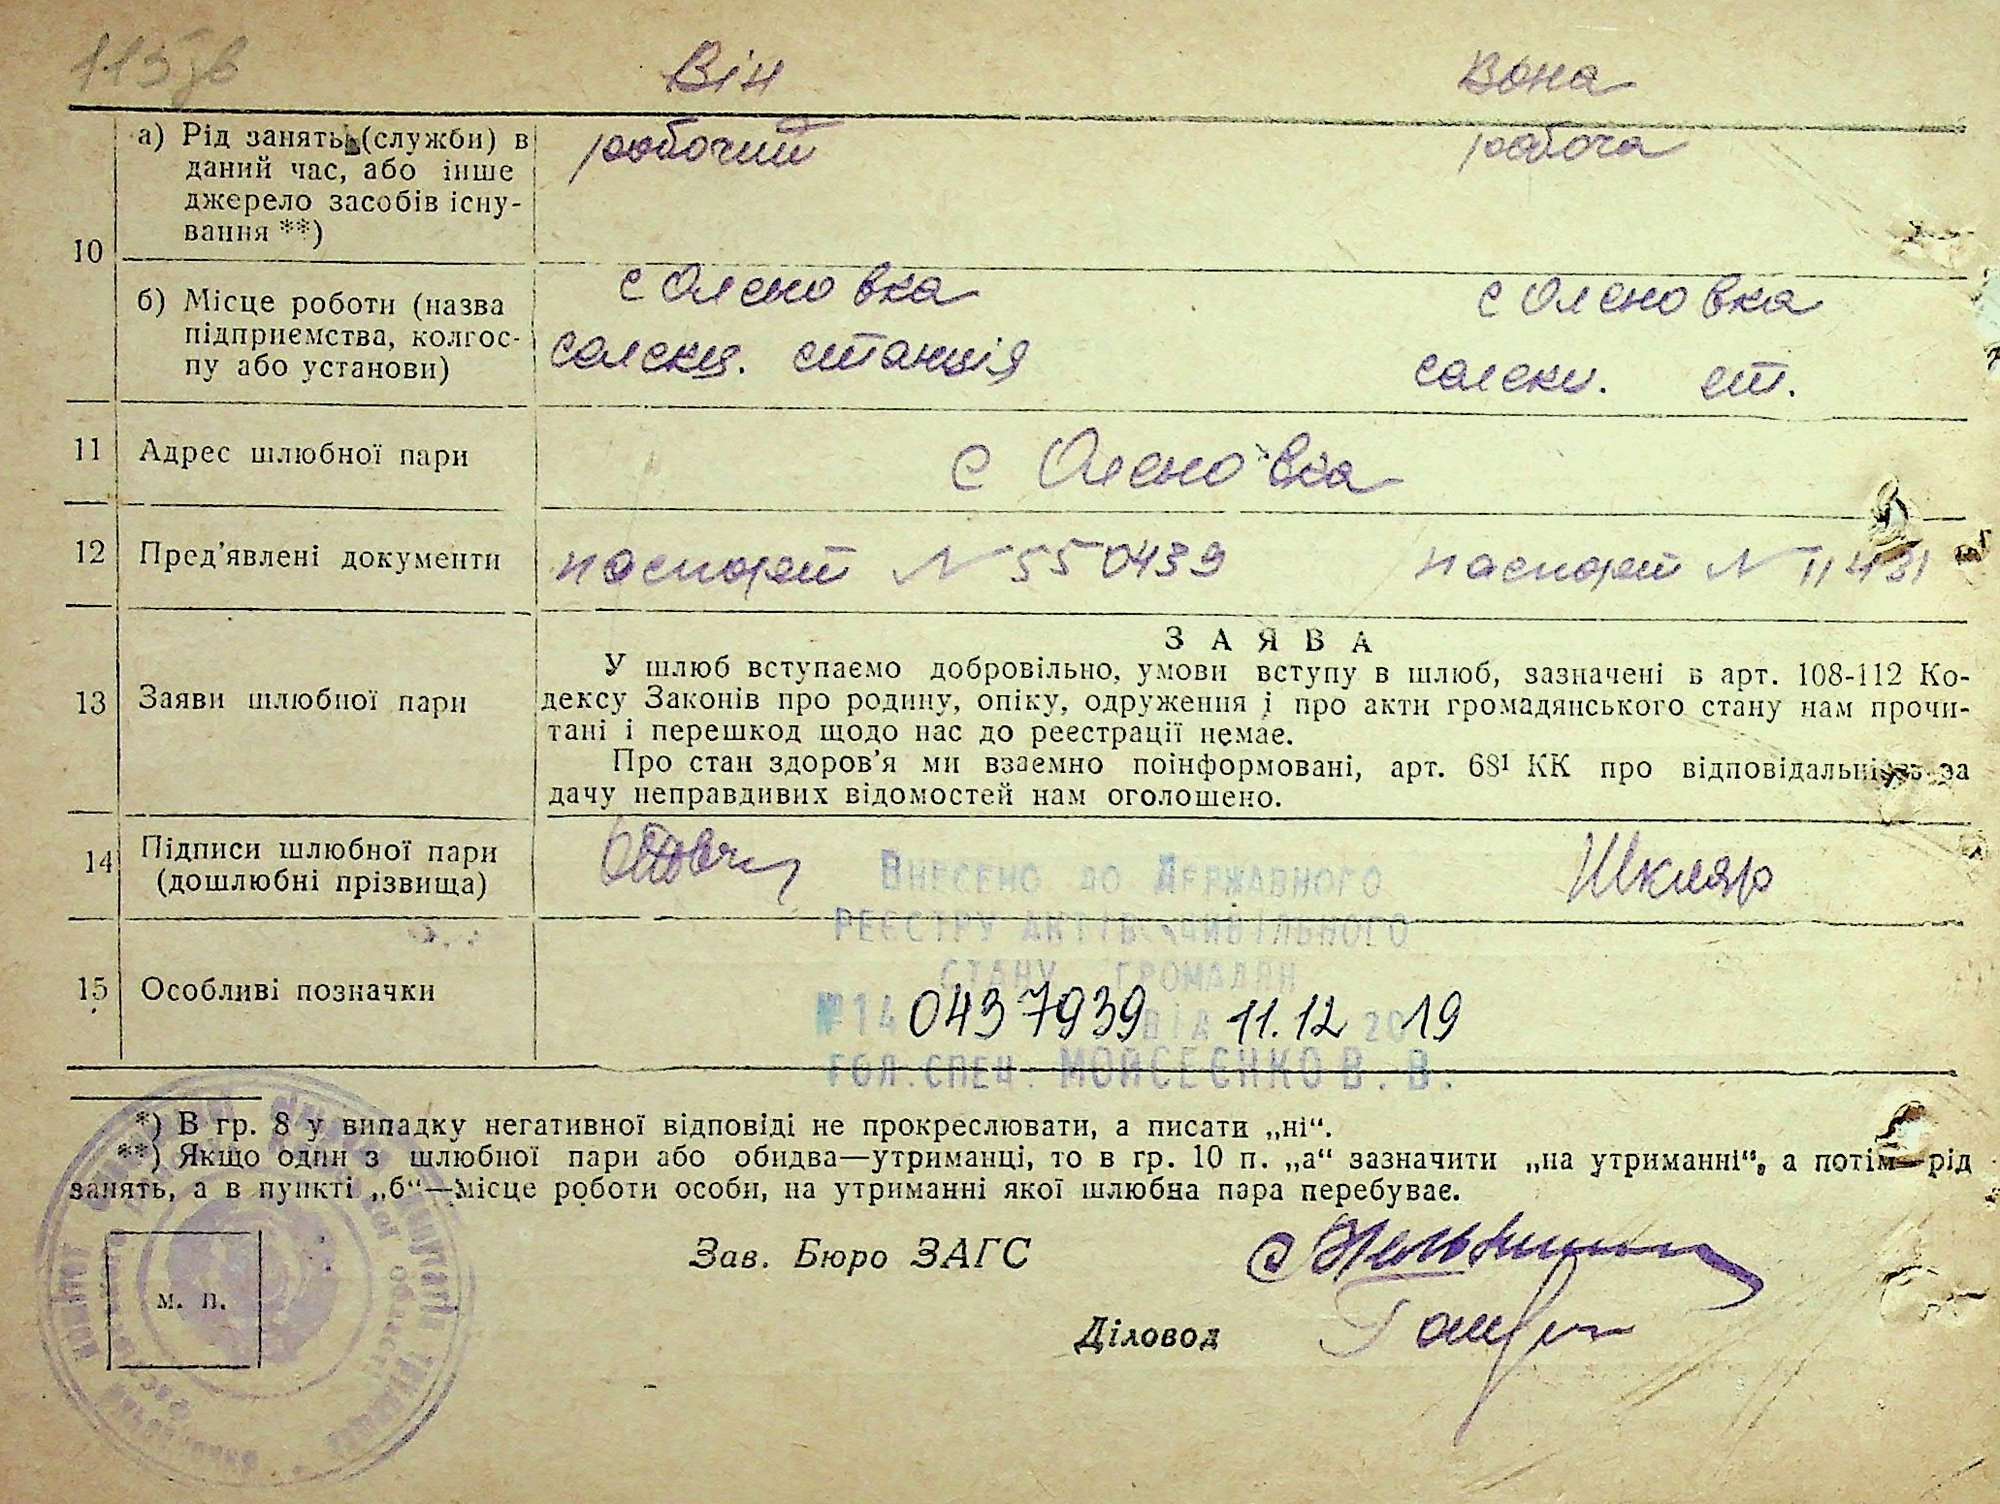 113зв
Він Вона
а) Рід занять (служби) в робочий робоча
даний час, або інше
джерело засобів існу-
вання **)
10
с Оленовка с Оленовка
б) Місце роботи (назва
підприємства, колгос- селекц. станція селекц. ст.
пу або установи)
11 Адрес шлюбної пари с Оленовка
12 Пред'явлені документи паспорт N 550439 паспорт N 11431
З А Я В А
У шлюб вступаємо добровільно, умови вступу в шлюб, зазначені в арт. 108-112 Ко-
13 Заяви шлюбної пари дексу Законів про родину, опіку, одруження і про акти громадянського стану нам прочи-
тані і перешкод щодо нас до реестрації немає.
Про стан здоров'я ми взаємно поінформовані, арт. 68¹ КК про відповідальність за
дачу неправдивих відомостей нам оголошено.
14 Підписи шлюбної пари Шкляр
(дошлюбні прізвища)
Внесено до Державного
реєстру актів цивільного
стану громадян
15 Особливі позначки
№ 14 0437939 від 11.12 2019
гол. спец. Мойсеєнко В. В.
*) В гр. 8 у випадку негативної відповіді не прокреслювати, а писати „ні“.
**) Якщо один з шлюбної пари або обидва—утриманці, то в гр. 10 п. „а“ зазначити „на утриманні“, а потім—рід
занять, а в пункті „б“—місце роботи особи, на утриманні якої шлюбна пара перебуває.
Зав. Бюро ЗАГС
м. п.
Діловод